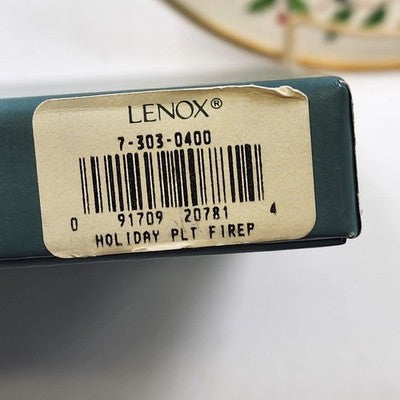 LENOX®
7-303-0400
0 91709 20781 4
HOLIDAY PLT FIREP